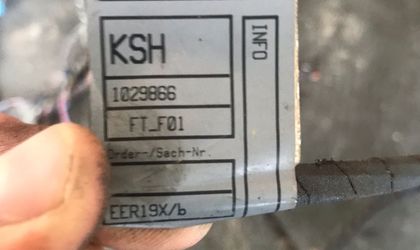 KSH
INFO
1029866
FT_F01
Order-/Sach-Nr.
EER19X/b